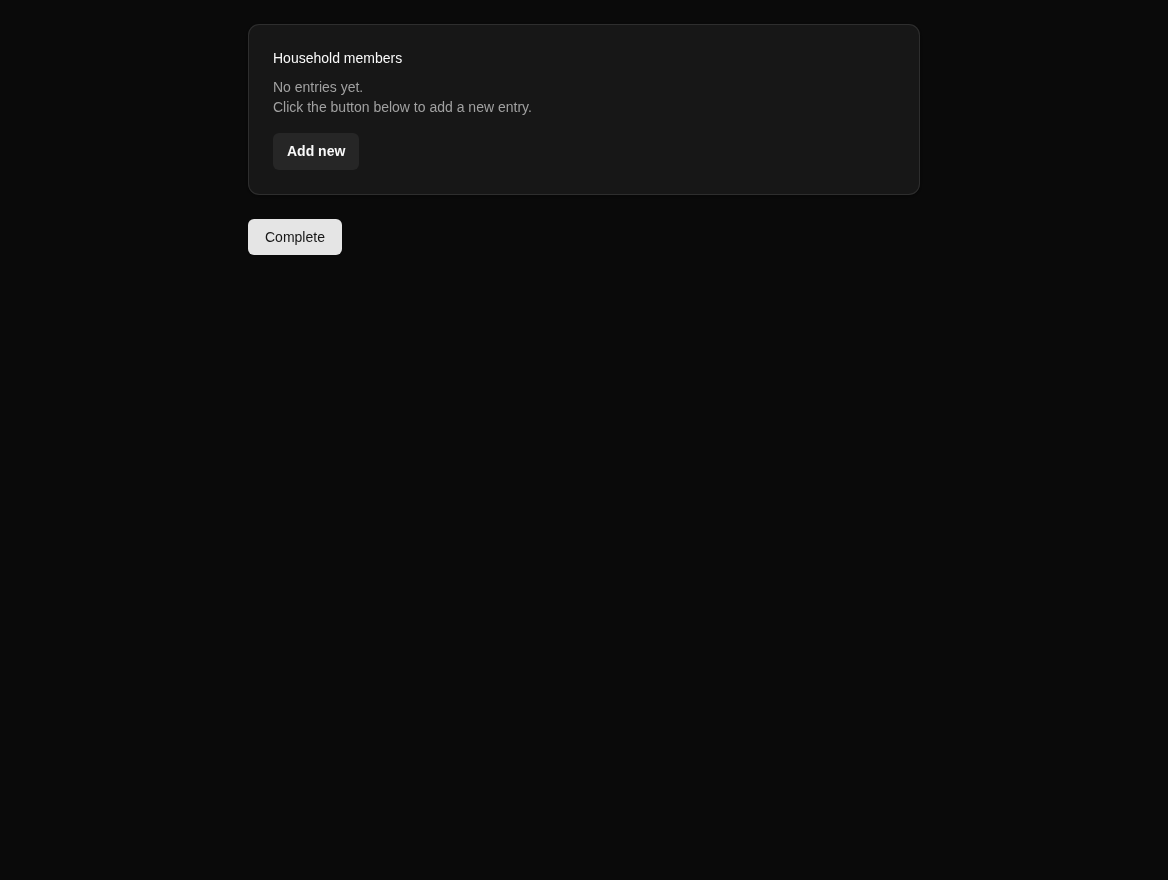 Household members
No entries yet.
Click the button below to add a new entry.
Add new
Complete